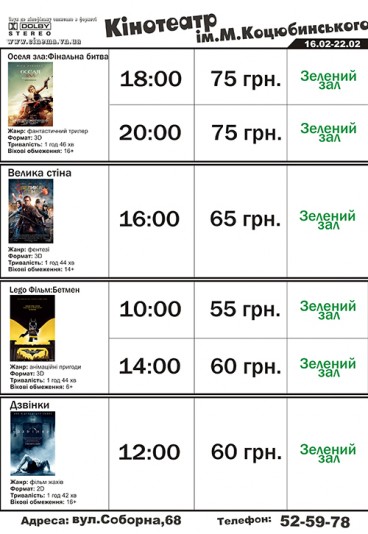 DOLBY
STEREO
www.cinema.vn.ua
Кінотеатр
ім.М.Коцюбинського
16.02-22.02
Оселя зла:Фінальна битва
Жанр: фантастичний трилер
Формат: 3D
Тривалість: 1 год 46 хв
Вікові обмеження: 16+
18:00 75 грн. Зелений
зал
20:00 75 грн. Зелений
зал
Велика стіна
Жанр: фентезі
Формат: 3D
Тривалість: 1 год 44 хв
Вікові обмеження: 14+
16:00 65 грн. Зелений
зал
Lego Фільм:Бетмен
Жанр: анімаційні пригоди
Формат: 3D
Тривалість: 1 год 44 хв
Вікові обмеження: 6+
10:00 55 грн. Зелений
зал
14:00 60 грн. Зелений
зал
Дзвінки
Жанр: фільм жахів
Формат: 2D
Тривалість: 1 год 42 хв
Вікові обмеження: 16+
12:00 60 грн. Зелений
зал
Адреса: вул.Соборна,68 Телефон: 52-59-78